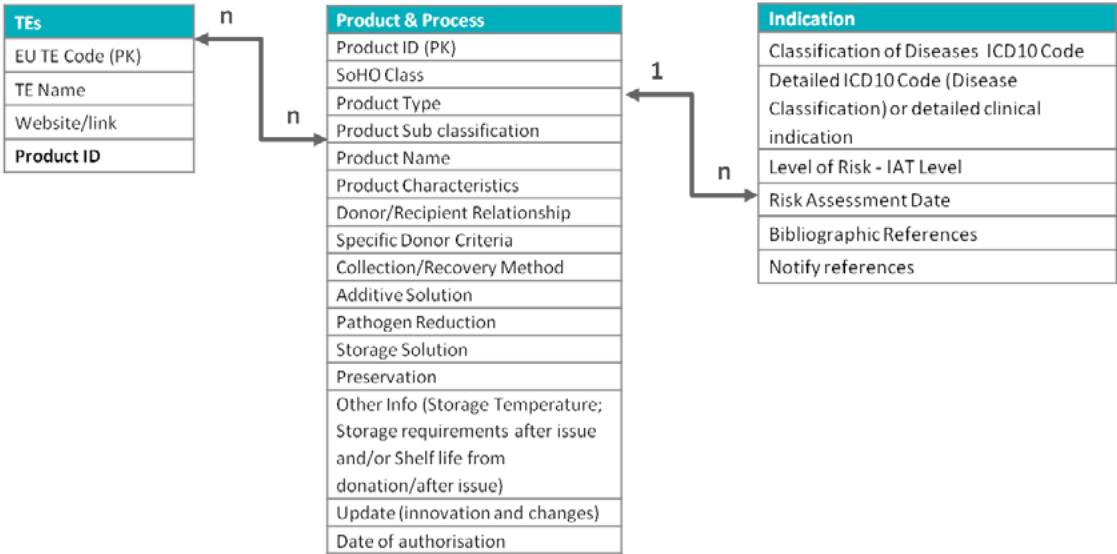 TEs
EU TE Code (PK)
TE Name
Website/link
Product ID
n
n
Product & Process
Product ID (PK)
SoHO Class
Product Type
Product Sub classification
Product Name
Product Characteristics
Donor/Recipient Relationship
Specific Donor Criteria
Collection/Recovery Method
Additive Solution
Pathogen Reduction
Storage Solution
Preservation
Other Info (Storage Temperature;
Storage requirements after issue
and/or Shelf life from
donation/after issue)
Update (innovation and changes)
Date of authorisation
1
n
Indication
Classification of Diseases ICD10 Code
Detailed ICD10 Code (Disease
Classification) or detailed clinical
indication
Level of Risk - IAT Level
Risk Assessment Date
Bibliographic References
Notify references